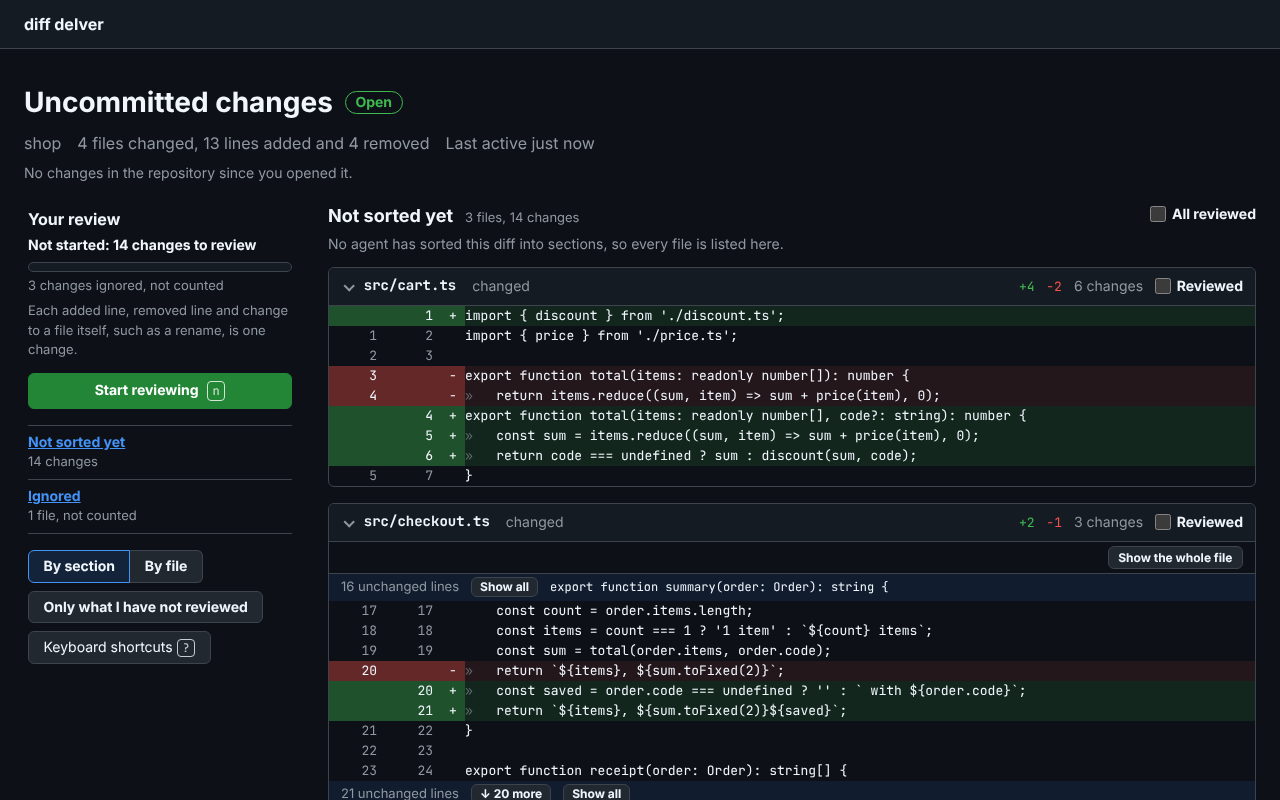 diff delver
Uncommitted changes Open
shop 4 files changed, 13 lines added and 4 removed Last active just now
No changes in the repository since you opened it.
Your review
Not started: 14 changes to review
3 changes ignored, not counted
Each added line, removed line and change
to a file itself, such as a rename, is one
change.
Start reviewing n
Not sorted yet
14 changes
Ignored
1 file, not counted
By section By file
Only what I have not reviewed
Keyboard shortcuts ?
Not sorted yet 3 files, 14 changes All reviewed
No agent has sorted this diff into sections, so every file is listed here.
src/cart.ts changed +4 -2 6 changes Reviewed
1 + import { discount } from './discount.ts';
1 2 import { price } from './price.ts';
2 3
3 - export function total(items: readonly number[]): number {
4 - » return items.reduce((sum, item) => sum + price(item), 0);
4 + export function total(items: readonly number[], code?: string): number {
5 + » const sum = items.reduce((sum, item) => sum + price(item), 0);
6 + » return code === undefined ? sum : discount(sum, code);
5 7 }
src/checkout.ts changed +2 -1 3 changes Reviewed
Show the whole file
16 unchanged lines Show all export function summary(order: Order): string {
17 17 const count = order.items.length;
18 18 const items = count === 1 ? '1 item' : `${count} items`;
19 19 const sum = total(order.items, order.code);
20 - » return `${items}, ${sum.toFixed(2)}`;
20 + » const saved = order.code === undefined ? '' : ` with ${order.code}`;
21 + » return `${items}, ${sum.toFixed(2)}${saved}`;
21 22 }
22 23
23 24 export function receipt(order: Order): string[] {
21 unchanged lines ↓ 20 more Show all